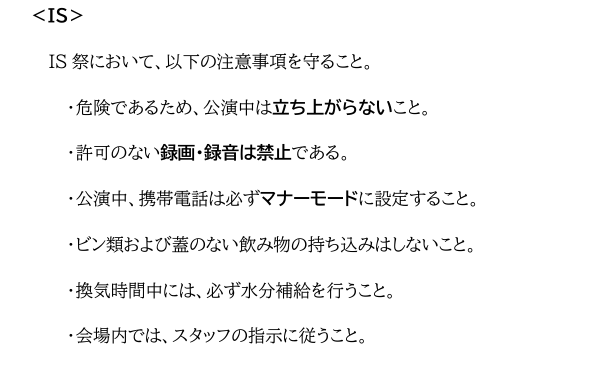 <IS>
IS 祭において、以下の注意事項を守ること。
・危険であるため、公演中は立ち上がらないこと。
・許可のない録画・録音は禁止である。
・公演中、携帯電話は必ずマナーモードに設定すること。
・ビン類および蓋のない飲み物の持ち込みはしないこと。
・換気時間中には、必ず水分補給を行うこと。
・会場内では、スタッフの指示に従うこと。